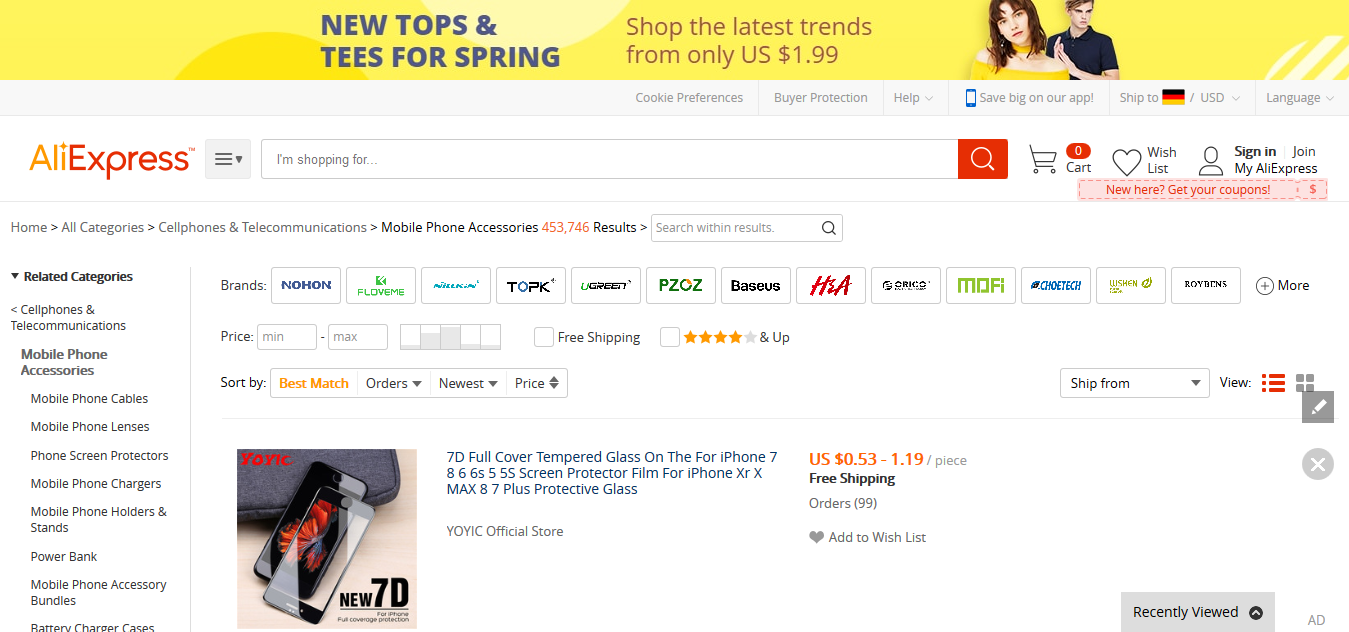 NEW TOPS &
TEES FOR SPRING
Shop the latest trends
from only US $1.99
Cookie Preferences
Buyer Protection
Help
Save big on our app!
Ship to / USD
Language
AliExpress™
I'm shopping for...
0
Cart
Wish
List
Sign in Join
My AliExpress
New here? Get your coupons! $
Home > All Categories > Cellphones & Telecommunications > Mobile Phone Accessories 453,746 Results >
Search within results.
Related Categories
< Cellphones &
Telecommunications
Mobile Phone
Accessories
Mobile Phone Cables
Mobile Phone Lenses
Phone Screen Protectors
Mobile Phone Chargers
Mobile Phone Holders &
Stands
Power Bank
Mobile Phone Accessory
Bundles
Battery Charger Cases
Brands: NOHON FLOVEME NILLKIN TOPK UGREEN PZOZ Baseus H&A ORICO MOFi CHOETECH ROYBENS More
Price: min - max Free Shipping & Up
Sort by: Best Match Orders Newest Price
Ship from
View:
YOYIC
NEW 7D
For iPhone
Full coverage protection
7D Full Cover Tempered Glass On The For iPhone 7
8 6 6s 5 5S Screen Protector Film For iPhone Xr X
MAX 8 7 Plus Protective Glass
YOYIC Official Store
US $0.53 - 1.19 / piece
Free Shipping
Orders (99)
Add to Wish List
Recently Viewed
AD